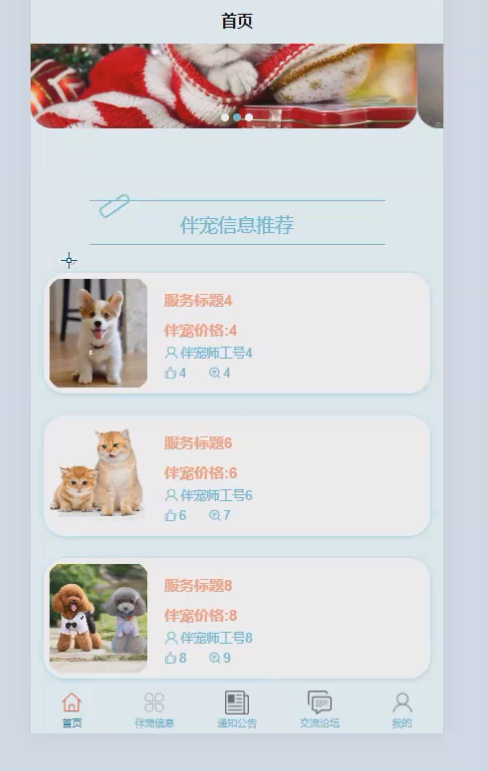 首页
伴宠信息推荐
服务标题4
伴宠价格:4
伴宠师工号4
4 4
服务标题6
伴宠价格:6
伴宠师工号6
6 7
服务标题8
伴宠价格:8
伴宠师工号8
8 9
首页 伴宠信息 通知公告 交流论坛 我的